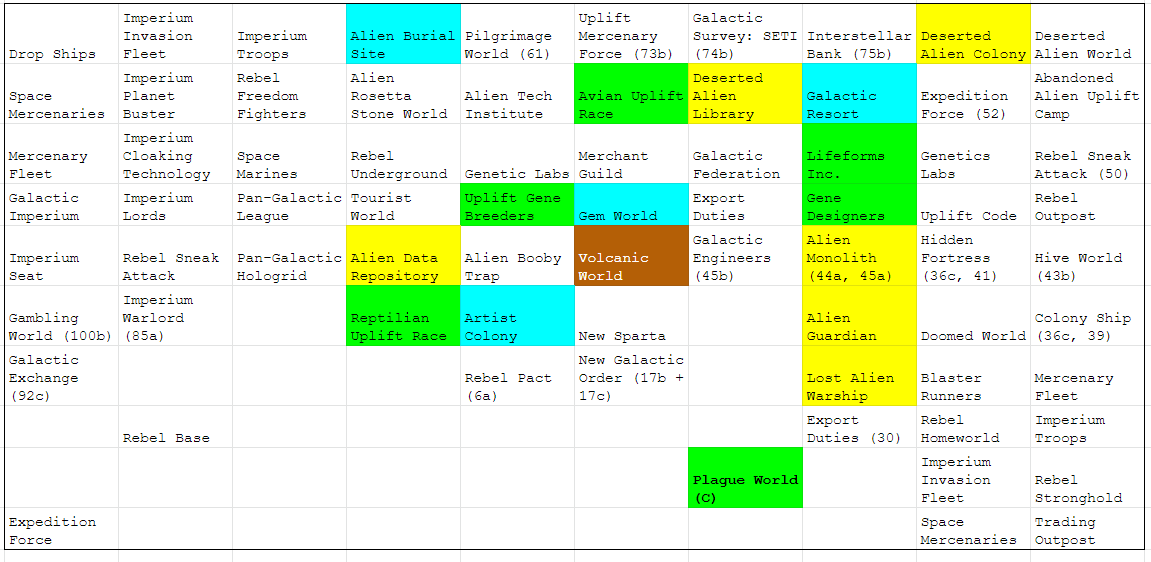 Drop Ships
Imperium
Invasion
Fleet
Imperium
Troops
Alien Burial
Site
Pilgrimage
World (61)
Uplift
Mercenary
Force (73b)
Galactic
Survey: SETI
(74b)
Interstellar
Bank (75b)
Deserted
Alien Colony
Deserted
Alien World
Space
Mercenaries
Imperium
Planet
Buster
Rebel
Freedom
Fighters
Alien
Rosetta
Stone World
Alien Tech
Institute
Avian Uplift
Race
Deserted
Alien
Library
Galactic
Resort
Expedition
Force (52)
Abandoned
Alien Uplift
Camp
Mercenary
Fleet
Imperium
Cloaking
Technology
Space
Marines
Rebel
Underground
Genetic Labs
Merchant
Guild
Galactic
Federation
Lifeforms
Inc.
Genetics
Labs
Rebel Sneak
Attack (50)
Galactic
Imperium
Imperium
Lords
Pan-Galactic
League
Tourist
World
Uplift Gene
Breeders
Gem World
Export
Duties
Gene
Designers
Uplift Code
Rebel
Outpost
Imperium
Seat
Rebel Sneak
Attack
Pan-Galactic
Hologrid
Alien Data
Repository
Alien Booby
Trap
Volcanic
World
Galactic
Engineers
(45b)
Alien
Monolith
(44a, 45a)
Hidden
Fortress
(36c, 41)
Hive World
(43b)
Gambling
World (100b)
Imperium
Warlord
(85a)
Reptilian
Uplift Race
Artist
Colony
New Sparta
Alien
Guardian
Doomed World
Colony Ship
(36c, 39)
Galactic
Exchange
(92c)
Rebel Pact
(6a)
New Galactic
Order (17b +
17c)
Lost Alien
Warship
Blaster
Runners
Mercenary
Fleet
Rebel Base
Export
Duties (30)
Rebel
Homeworld
Imperium
Troops
Plague World
(C)
Imperium
Invasion
Fleet
Rebel
Stronghold
Expedition
Force
Space
Mercenaries
Trading
Outpost